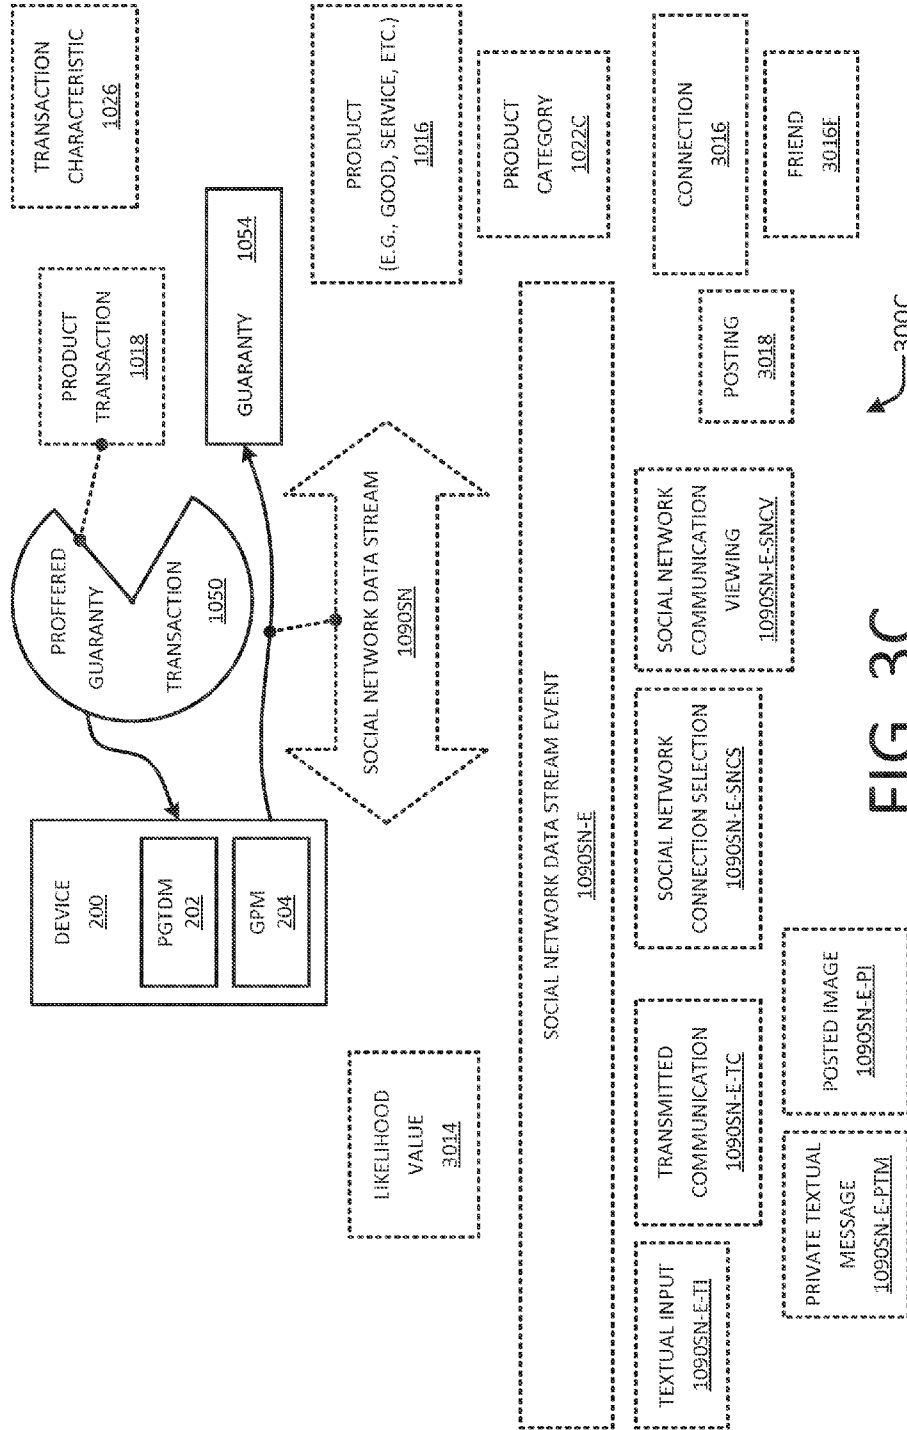 DEVICE
200
PGTDM
202
GPM
204
PROFFERED
GUARANTY
TRANSACTION
1050
PRODUCT
TRANSACTION
1018
TRANSACTION
CHARACTERISTIC
1026
GUARANTY 1054
LIKELIHOOD
VALUE
3014
SOCIAL NETWORK DATA STREAM
1090SN
PRODUCT
(E.G., GOOD, SERVICE, ETC.)
1016
PRODUCT
CATEGORY
1022C
SOCIAL NETWORK DATA STREAM EVENT
1090SN-E
TEXTUAL INPUT
1090SN-E-TI
TRANSMITTED
COMMUNICATION
1090SN-E-TC
SOCIAL NETWORK
CONNECTION SELECTION
1090SN-E-SNCS
SOCIAL NETWORK
COMMUNICATION
VIEWING
1090SN-E-SNCV
POSTING
3018
CONNECTION
3016
FRIEND
3016F
PRIVATE TEXTUAL
MESSAGE
1090SN-E-PTM
POSTED IMAGE
1090SN-E-PI
FIG. 3C
300C